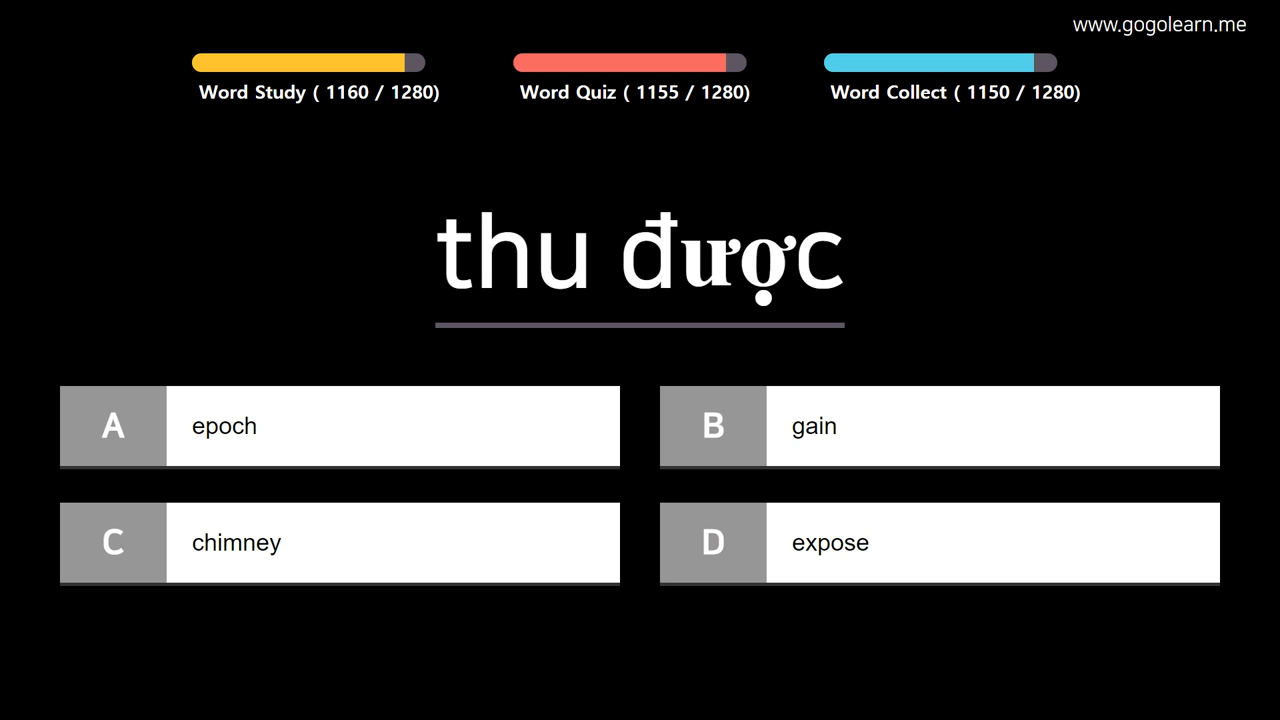 www.gogolearn.me
Word Study ( 1160 / 1280)
Word Quiz ( 1155 / 1280)
Word Collect ( 1150 / 1280)
thu được
A epoch
B gain
C chimney
D expose